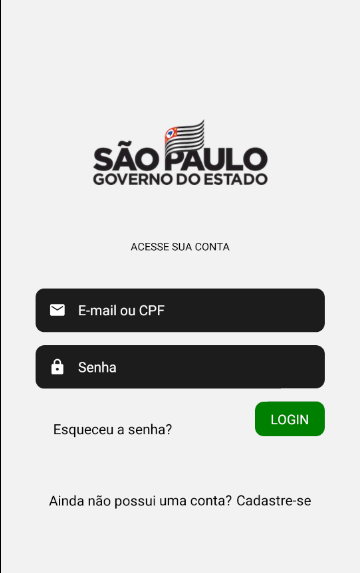 SÃO PAULO
GOVERNO DO ESTADO
ACESSE SUA CONTA
E-mail ou CPF
Senha
LOGIN
Esqueceu a senha?
Ainda não possui uma conta? Cadastre-se